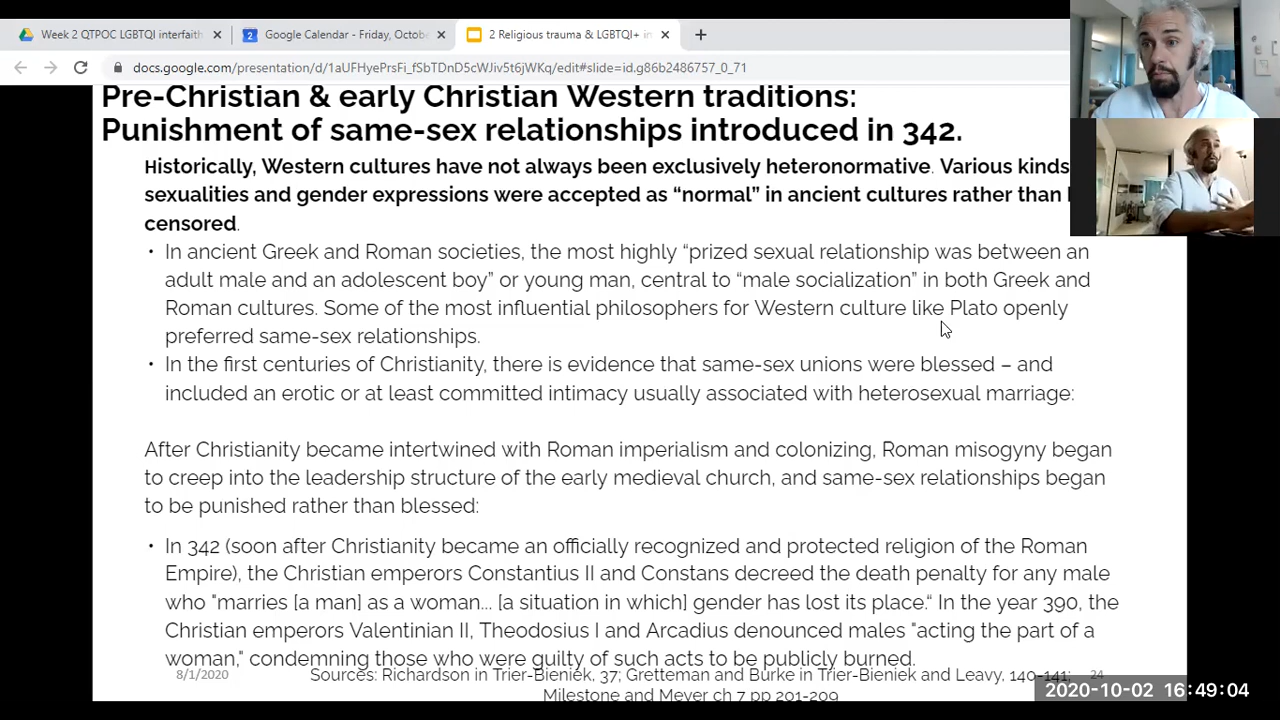 Week 2 QTPOC LGBTQI interfaith
Google Calendar - Friday, Octobe
2 Religious trauma & LGBTQI+ in
docs.google.com/presentation/d/1aUFHyePrsFi_fSbTDnD5cWJiv5t6jWKq/edit#slide=id.g86b2486757_0_71
Pre-Christian & early Christian Western traditions:
Punishment of same-sex relationships introduced in 342.
Historically, Western cultures have not always been exclusively heteronormative. Various kinds
sexualities and gender expressions were accepted as “normal” in ancient cultures rather than
censored.
• In ancient Greek and Roman societies, the most highly “prized sexual relationship was between an
adult male and an adolescent boy” or young man, central to “male socialization” in both Greek and
Roman cultures. Some of the most influential philosophers for Western culture like Plato openly
preferred same-sex relationships.
• In the first centuries of Christianity, there is evidence that same-sex unions were blessed – and
included an erotic or at least committed intimacy usually associated with heterosexual marriage:
After Christianity became intertwined with Roman imperialism and colonizing, Roman misogyny began
to creep into the leadership structure of the early medieval church, and same-sex relationships began
to be punished rather than blessed:
• In 342 (soon after Christianity became an officially recognized and protected religion of the Roman
Empire), the Christian emperors Constantius II and Constans decreed the death penalty for any male
who "marries [a man] as a woman... [a situation in which] gender has lost its place.“ In the year 390, the
Christian emperors Valentinian II, Theodosius I and Arcadius denounced males "acting the part of a
woman," condemning those who were guilty of such acts to be publicly burned.
8/1/2020
Sources: Richardson in Trier-Bieniek, 37; Gretteman and Burke in Trier-Bieniek and Leavy, 140-141;
Milestone and Meyer ch 7 pp 201-209
24
2020-10-02 16:49:04